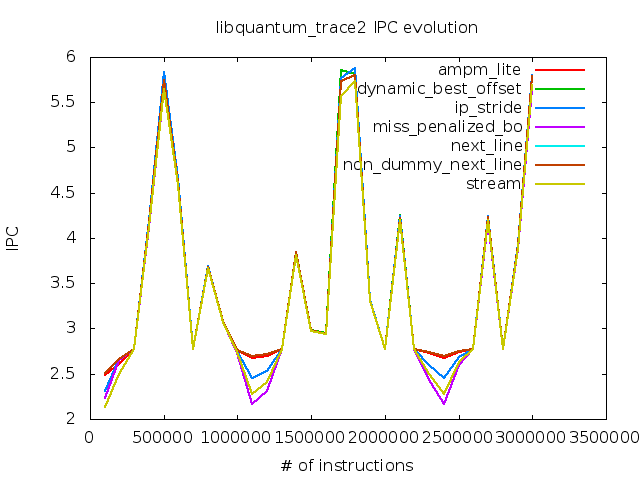 libquantum_trace2 IPC evolution
6
5.5
5
4.5
4
3.5
3
2.5
2
IPC
ampm_lite
dynamic_best_offset
ip_stride
miss_penalized_bo
next_line
non_dummy_next_line
stream
0 500000 1000000 1500000 2000000 2500000 3000000 3500000
# of instructions